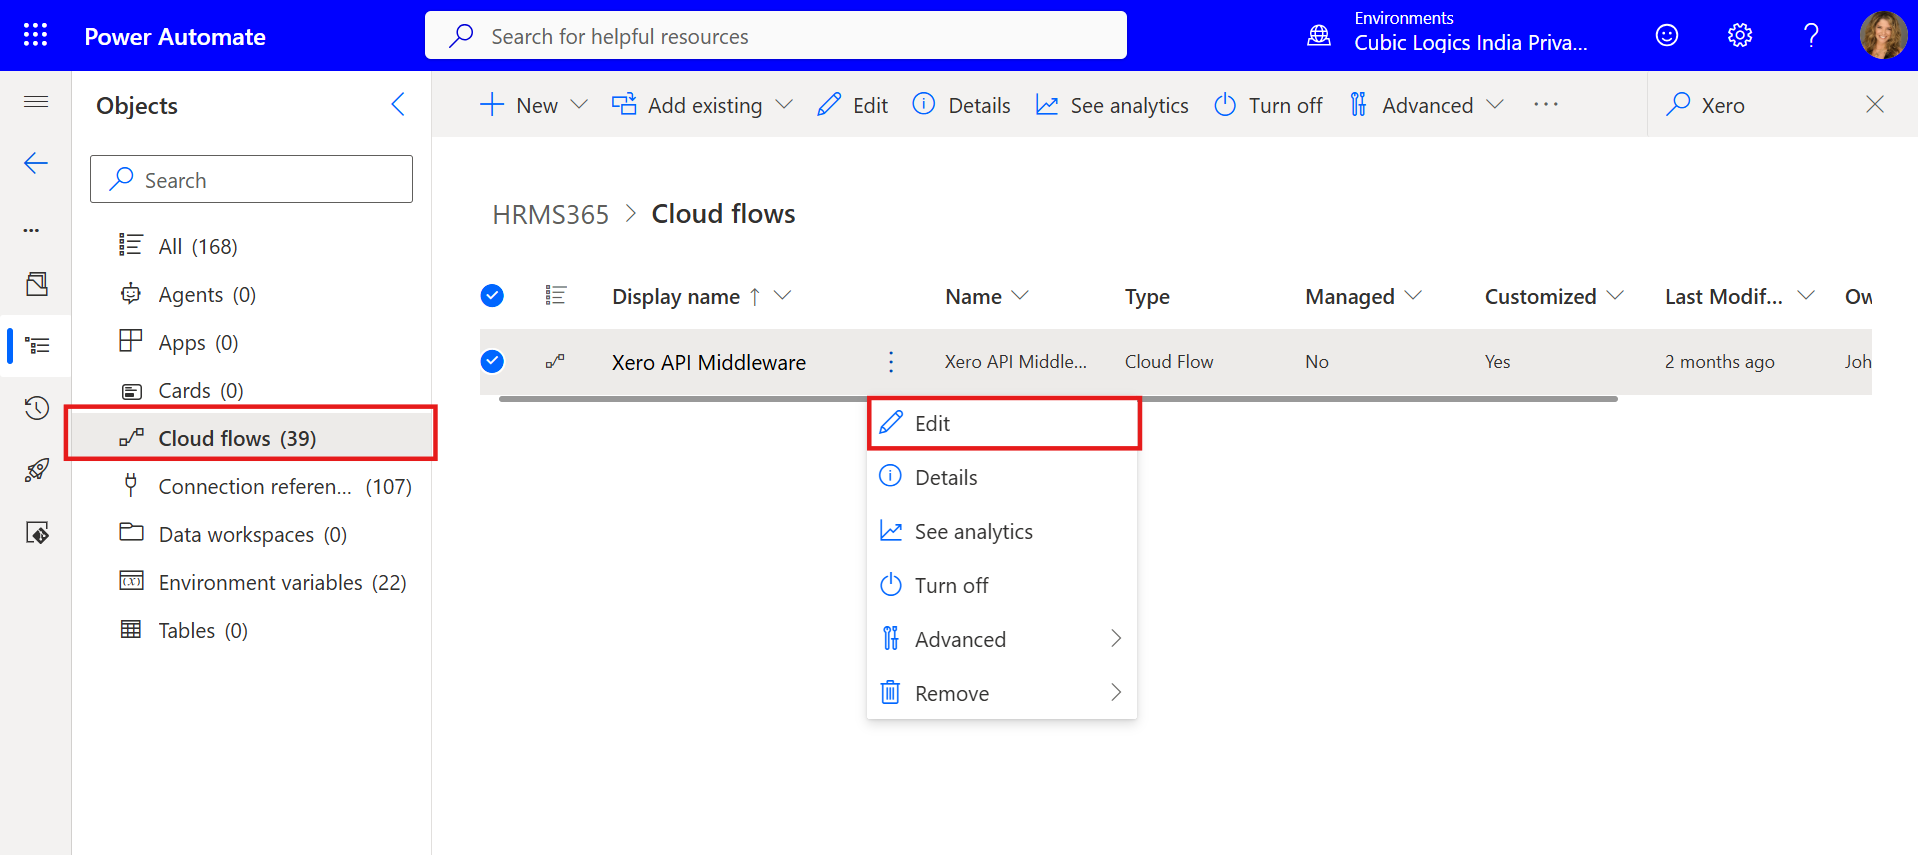 Power Automate
Search for helpful resources
Environments
Cubic Logics India Priva...
Objects
New
Add existing
Edit
Details
See analytics
Turn off
Advanced
Xero
Search
All (168)
Agents (0)
Apps (0)
Cards (0)
Cloud flows (39)
Connection referen... (107)
Data workspaces (0)
Environment variables (22)
Tables (0)
HRMS365 > Cloud flows
Display name ↑ Name Type Managed Customized Last Modif... Ow
Xero API Middleware Xero API Middle... Cloud Flow No Yes 2 months ago Joh
Edit
Details
See analytics
Turn off
Advanced
Remove